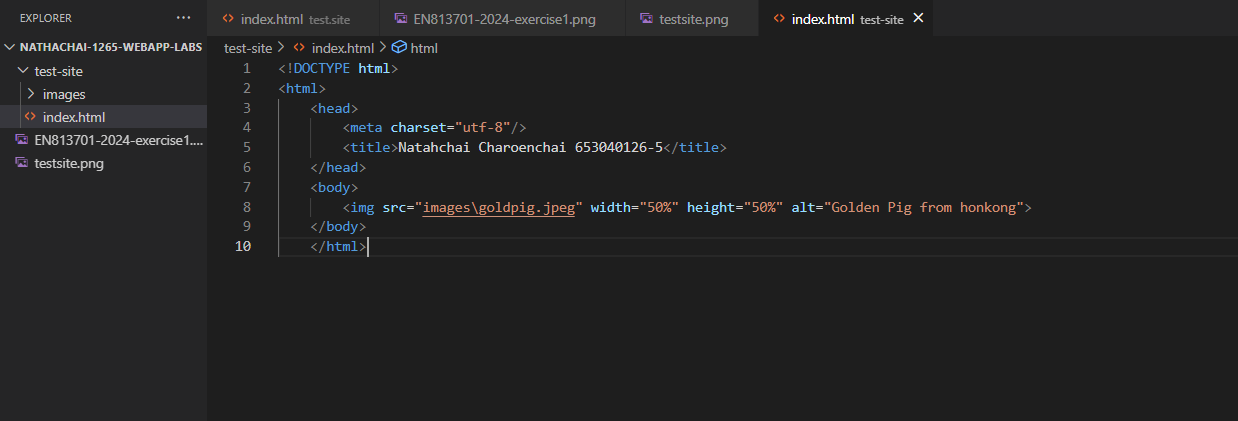 EXPLORER ...
NATHACHAI-1265-WEBAPP-LABS
test-site
images
index.html
EN813701-2024-exercise1....
testsite.png
index.html test.site EN813701-2024-exercise1.png testsite.png index.html test-site
test-site > index.html > html
1 <!DOCTYPE html>
2 <html>
3 <head>
4 <meta charset="utf-8"/>
5 <title>Natahchai Charoenchai 653040126-5</title>
6 </head>
7 <body>
8 <img src="images\goldpig.jpeg" width="50%" height="50%" alt="Golden Pig from honkong">
9 </body>
10 </html>